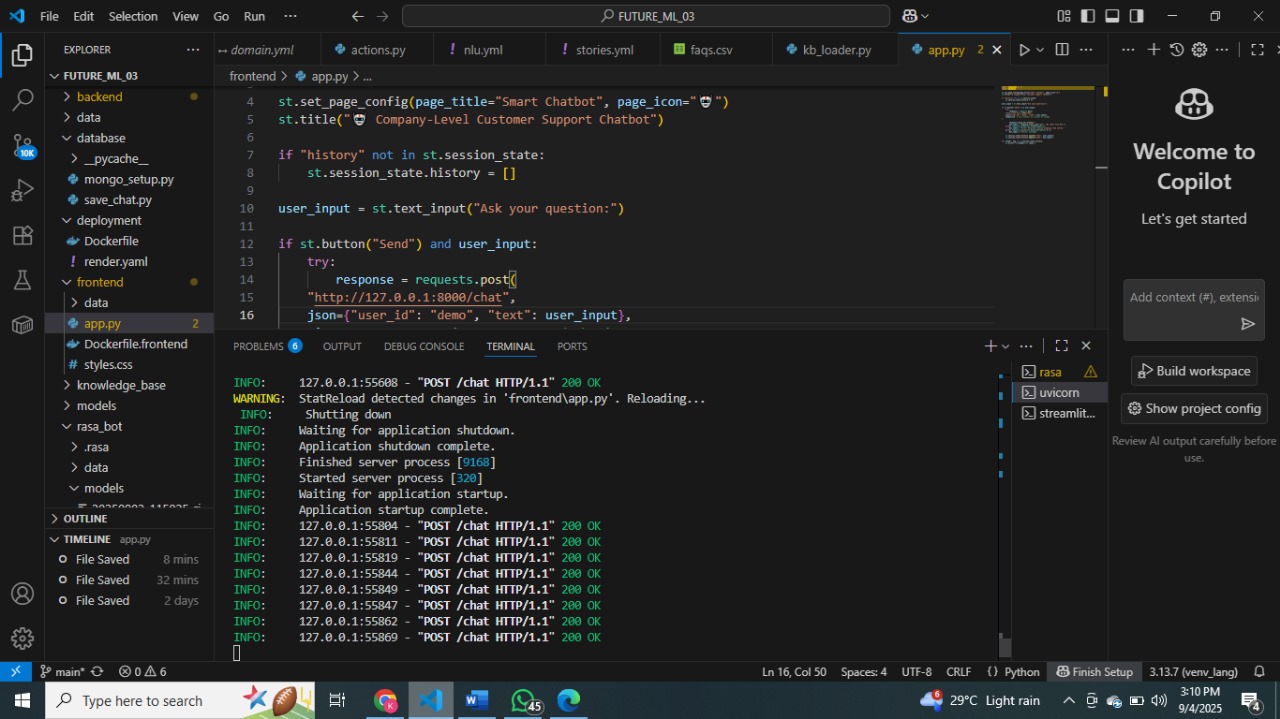 File Edit Selection View Go Run ··· FUTURE_ML_03
EXPLORER ···
domain.yml actions.py nlu.yml stories.yml faqs.csv kb_loader.py app.py 2
FUTURE_ML_03
backend
data
database
__pycache__
mongo_setup.py
save_chat.py
deployment
Dockerfile
render.yaml
frontend
data
app.py 2
Dockerfile.frontend
styles.css
knowledge_base
models
rasa_bot
.rasa
data
models
OUTLINE
TIMELINE app.py
File Saved 8 mins
File Saved 32 mins
File Saved 2 days
frontend > app.py > ...
4 st.set_page_config(page_title="Smart Chatbot", page_icon="🤖")
5 st.title("🤖 Company-Level Customer Support Chatbot")
6
7 if "history" not in st.session_state:
8 st.session_state.history = []
9
10 user_input = st.text_input("Ask your question:")
11
12 if st.button("Send") and user_input:
13 try:
14 response = requests.post(
15 "http://127.0.0.1:8000/chat",
16 json={"user_id": "demo", "text": user_input},
PROBLEMS 6 OUTPUT DEBUG CONSOLE TERMINAL PORTS
INFO: 127.0.0.1:55608 - "POST /chat HTTP/1.1" 200 OK
WARNING: StatReload detected changes in 'frontend\app.py'. Reloading...
INFO: Shutting down
INFO: Waiting for application shutdown.
INFO: Application shutdown complete.
INFO: Finished server process [9168]
INFO: Started server process [320]
INFO: Waiting for application startup.
INFO: Application startup complete.
INFO: 127.0.0.1:55804 - "POST /chat HTTP/1.1" 200 OK
INFO: 127.0.0.1:55811 - "POST /chat HTTP/1.1" 200 OK
INFO: 127.0.0.1:55819 - "POST /chat HTTP/1.1" 200 OK
INFO: 127.0.0.1:55844 - "POST /chat HTTP/1.1" 200 OK
INFO: 127.0.0.1:55849 - "POST /chat HTTP/1.1" 200 OK
INFO: 127.0.0.1:55847 - "POST /chat HTTP/1.1" 200 OK
INFO: 127.0.0.1:55862 - "POST /chat HTTP/1.1" 200 OK
INFO: 127.0.0.1:55869 - "POST /chat HTTP/1.1" 200 OK
rasa
uvicorn
streamlit...
Welcome to
Copilot
Let's get started
Add context (#), extensi
Build workspace
Show project config
Review AI output carefully before
use.
10K
main* 0 6 Ln 16, Col 50 Spaces: 4 UTF-8 CRLF Python Finish Setup 3.13.7 (venv_lang)
Type here to search 45 6 29°C Light rain 3:10 PM
9/4/2025 4